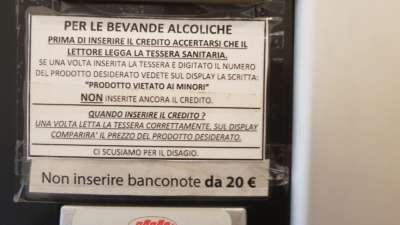 PER LE BEVANDE ALCOLICHE
PRIMA DI INSERIRE IL CREDITO ACCERTARSI CHE IL
LETTORE LEGGA LA TESSERA SANITARIA.
SE UNA VOLTA INSERITA LA TESSERA E DIGITATO IL NUMERO
DEL PRODOTTO DESIDERATO VEDETE SUL DISPLAY LA SCRITTA:
"PRODOTTO VIETATO AI MINORI"
NON INSERITE ANCORA IL CREDITO.
QUANDO INSERIRE IL CREDITO ?
UNA VOLTA LETTA LA TESSERA CORRETTAMENTE, SUL DISPLAY
COMPARIRA' IL PREZZO DEL PRODOTTO DESIDERATO.
CI SCUSIAMO PER IL DISAGIO.
Non inserire banconote da 20 €